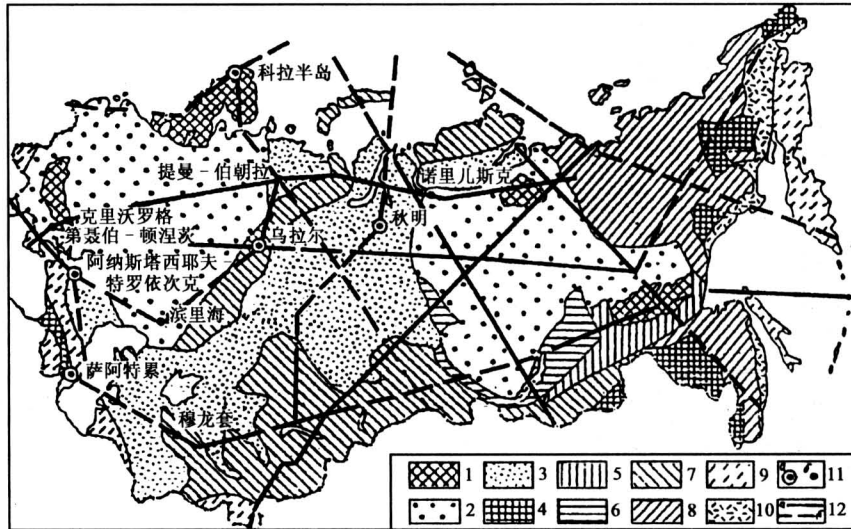 科拉半岛
提曼－伯朝拉
诺里儿斯克
克里沃罗格
第聂伯－顿涅茨
乌拉尔
秋明
阿纳斯塔西耶夫－
特罗依次克
滨里海
萨阿特累
穆龙套
1 3 5 7 9 a b 11
2 4 6 8 10 a b 12